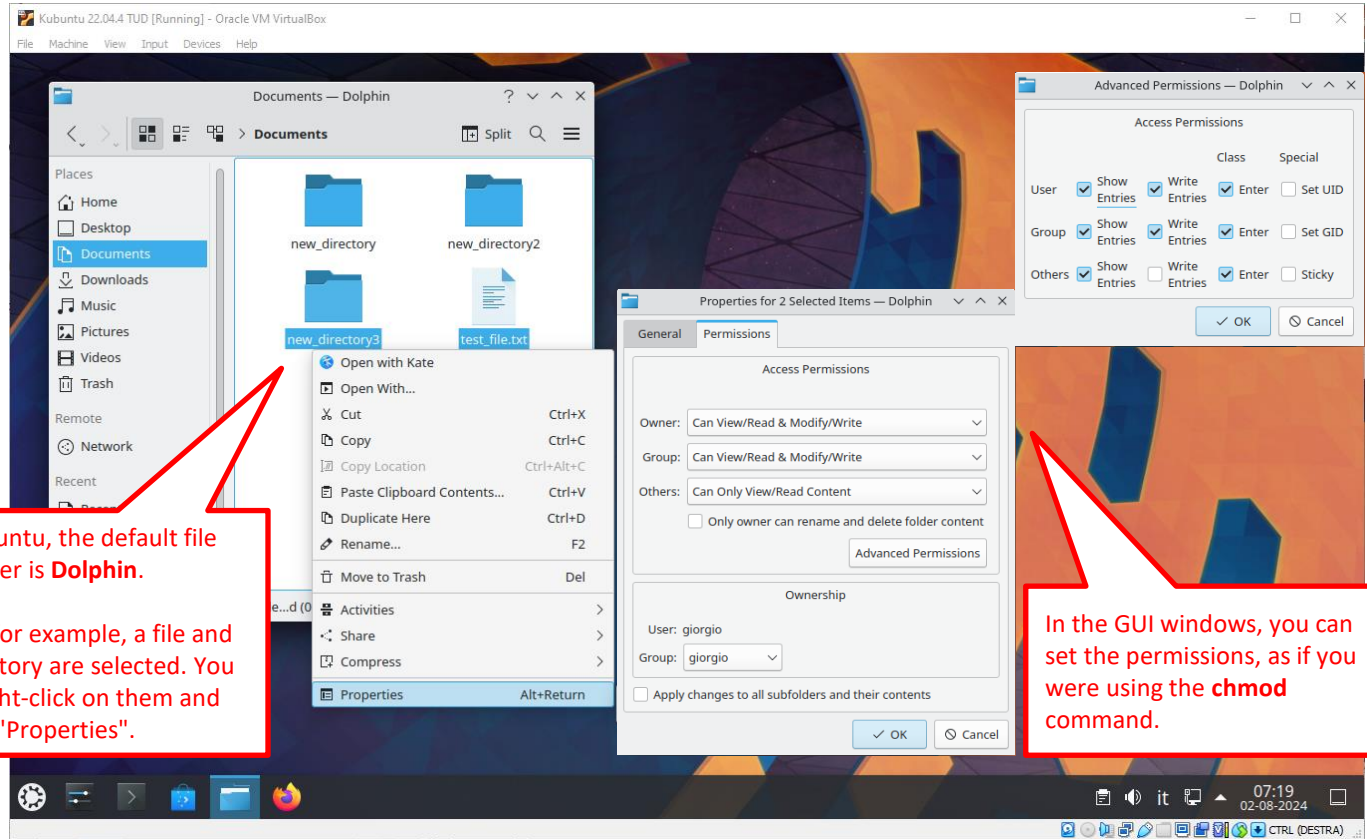 Kubuntu 22.04.4 TUD [Running] - Oracle VM VirtualBox
File Machine View Input Devices Help
Documents — Dolphin
> Documents
Split
Places
Home
Desktop
Documents
Downloads
Music
Pictures
Videos
Trash
Remote
Network
Recent
new_directory
new_directory2
new_directory3
test_file.txt
Open with Kate
Open With...
Cut Ctrl+X
Copy Ctrl+C
Copy Location Ctrl+Alt+C
Paste Clipboard Contents... Ctrl+V
Duplicate Here Ctrl+D
Rename... F2
Move to Trash Del
Activities
Share
Compress
Properties Alt+Return
e...d (0
untu, the default file
er is Dolphin.
or example, a file and
tory are selected. You
ht-click on them and
"Properties".
Properties for 2 Selected Items — Dolphin
General Permissions
Access Permissions
Owner: Can View/Read & Modify/Write
Group: Can View/Read & Modify/Write
Others: Can Only View/Read Content
Only owner can rename and delete folder content
Advanced Permissions
Ownership
User: giorgio
Group: giorgio
Apply changes to all subfolders and their contents
OK Cancel
Advanced Permissions — Dolphin
Access Permissions
Class Special
User Show Entries Write Entries Enter Set UID
Group Show Entries Write Entries Enter Set GID
Others Show Entries Write Entries Enter Sticky
OK Cancel
In the GUI windows, you can
set the permissions, as if you
were using the chmod
command.
it
07:19
02-08-2024
CTRL (DESTRA)